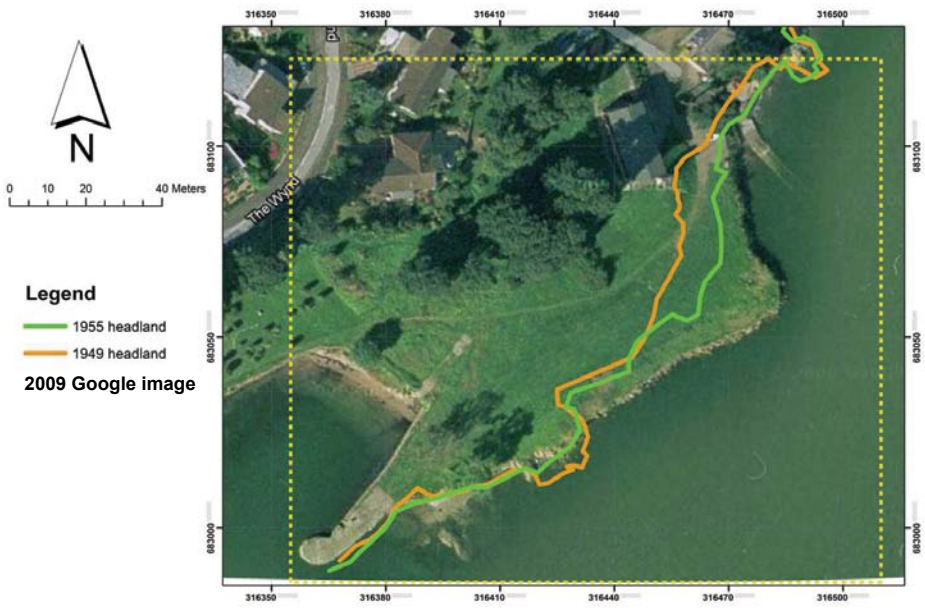 316350 316380 316410 316440 316470 316500
N
0 10 20 40 Meters
Legend
1955 headland
1949 headland
2009 Google image
The Wynd
nd
683100 683100
683050 683050
683000 683000
316350 316380 316410 316440 316470 316500